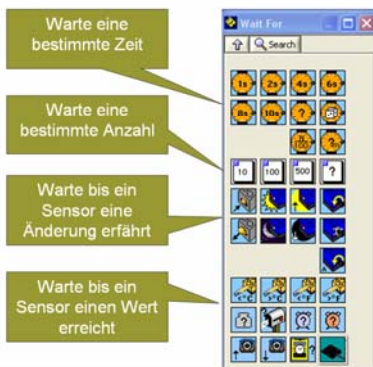 Warte eine
bestimmte Zeit
Warte eine
bestimmte Anzahl
Warte bis ein
Sensor eine
Änderung erfährt
Warte bis ein
Sensor einen Wert
erreicht
Wait For
Search
1s 2s 4s 6s
8s 10s ?
N/100
10 100 500 ?
? ? ?
?